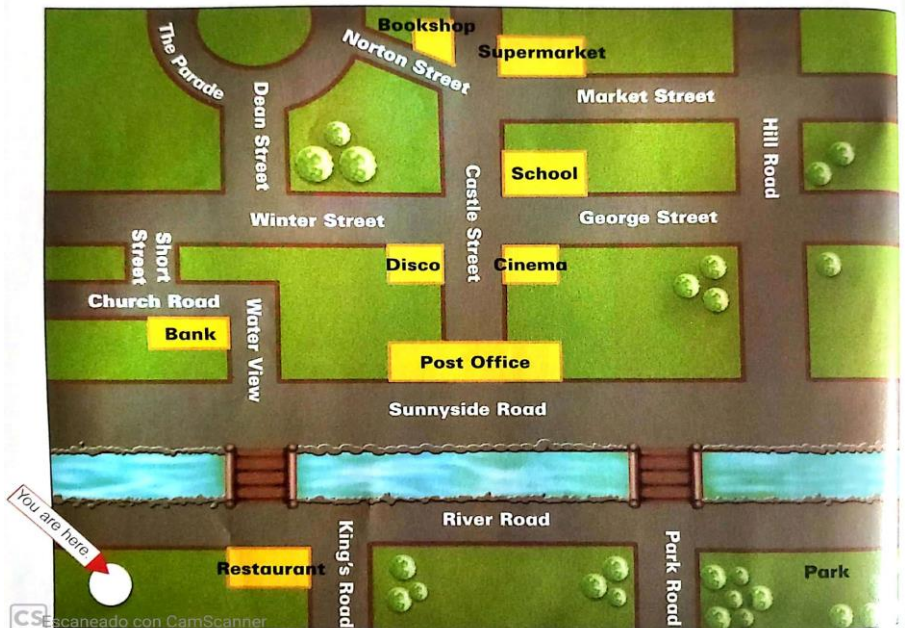 Bookshop
The Parade
Norton Street
Supermarket
Dean Street
Market Street
Hill Road
School
Castle Street
Winter Street
George Street
Short
Street
Disco
Cinema
Church Road
Water View
Bank
Post Office
Sunnyside Road
You are here.
River Road
King's Road
Park Road
Restaurant
Park
CS Escaneado con CamScanner